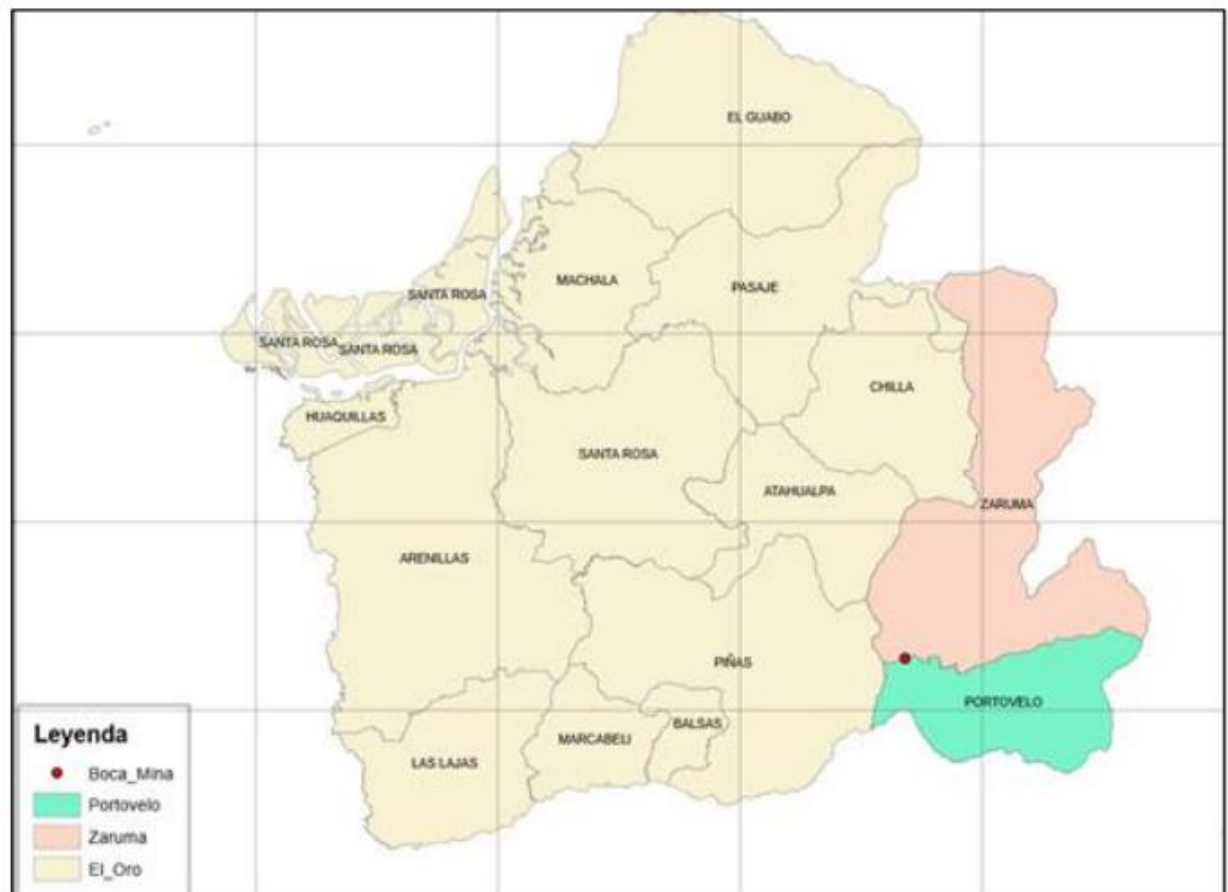 EL GUABO
MACHALA
PASAJE
SANTA ROSA
SANTA ROSA
SANTA ROSA
CHILLA
HUAQUILLAS
SANTA ROSA
ATAHUALPA
ZARUMA
ARENILLAS
PIÑAS
PORTOVELO
BALSAS
MARCABELI
LAS LAJAS
Leyenda
Boca_Mina
Portovelo
Zaruma
El_Oro